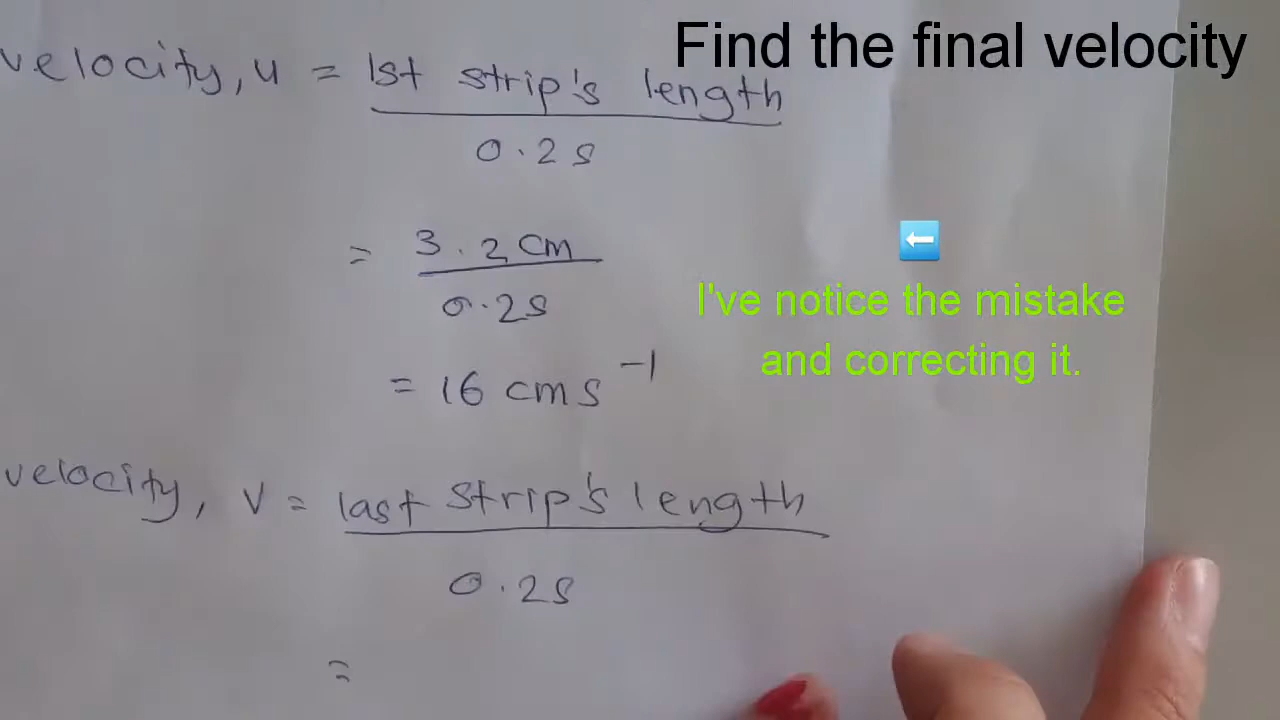 Find the final velocity
velocity, u = 1st strip's length
0.2s
= 3.2 cm
0.2s
⬅
I've notice the mistake
and correcting it.
= 16 cms⁻¹
velocity, v = last strip's length
0.2s
=